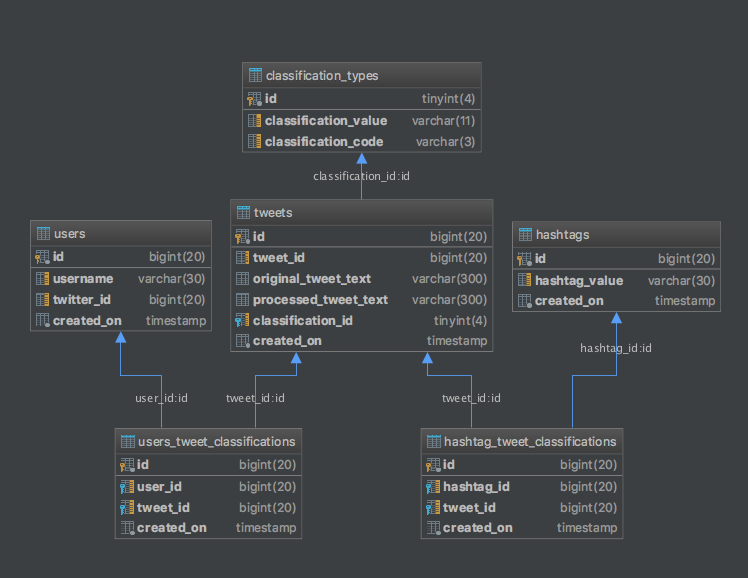 classification_types
id tinyint(4)
classification_value varchar(11)
classification_code varchar(3)
classification_id:id
tweets
id bigint(20)
tweet_id bigint(20)
original_tweet_text varchar(300)
processed_tweet_text varchar(300)
classification_id tinyint(4)
created_on timestamp
users
id bigint(20)
username varchar(30)
twitter_id bigint(20)
created_on timestamp
hashtags
id bigint(20)
hashtag_value varchar(30)
created_on timestamp
hashtag_id:id
user_id:id
tweet_id:id
tweet_id:id
users_tweet_classifications
id bigint(20)
user_id bigint(20)
tweet_id bigint(20)
created_on timestamp
hashtag_tweet_classifications
id bigint(20)
hashtag_id bigint(20)
tweet_id bigint(20)
created_on timestamp